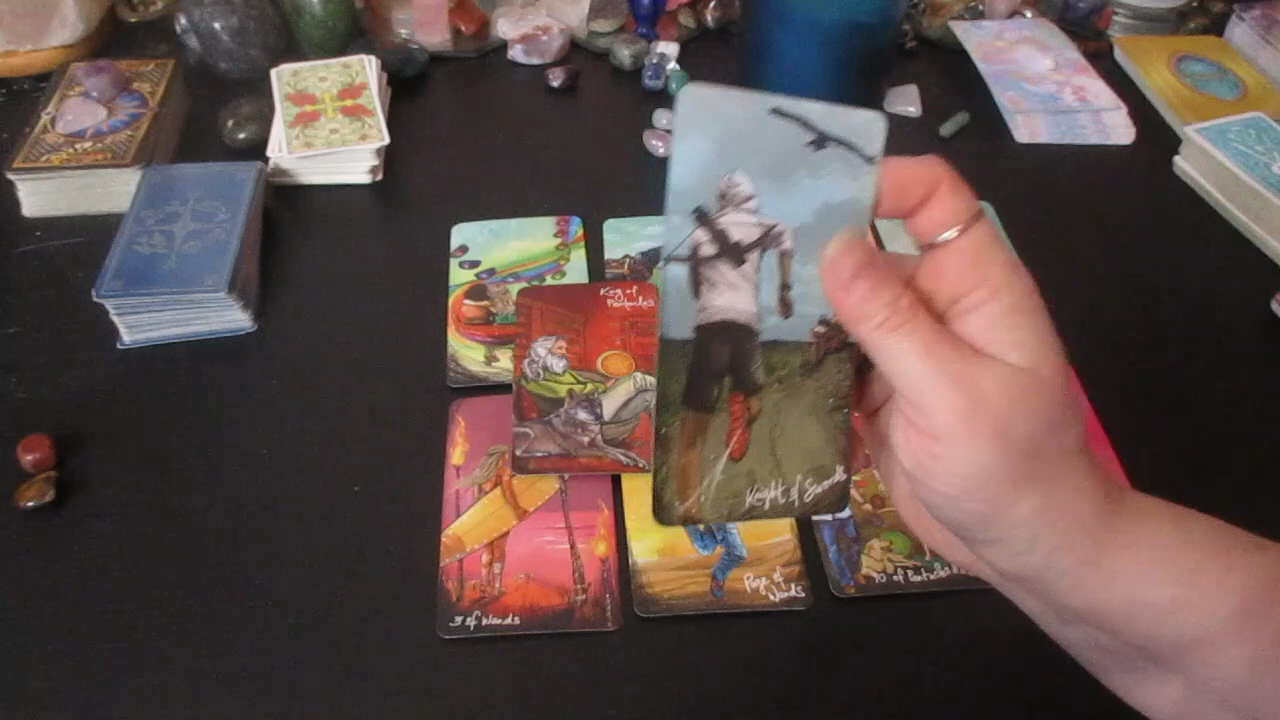 King of
Pentacles
Knight of Swords
3 of Wands
Page of
Wands
10 of Pentacles